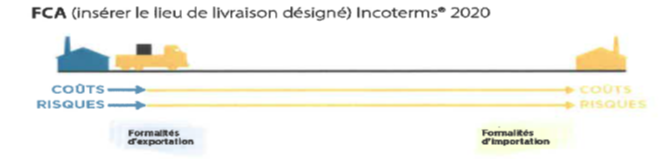 FCA (insérer le lieu de livraison désigné) Incoterms® 2020
COÛTS COÛTS
RISQUES RISQUES
Formalités
d'exportation
Formalités
d'importation